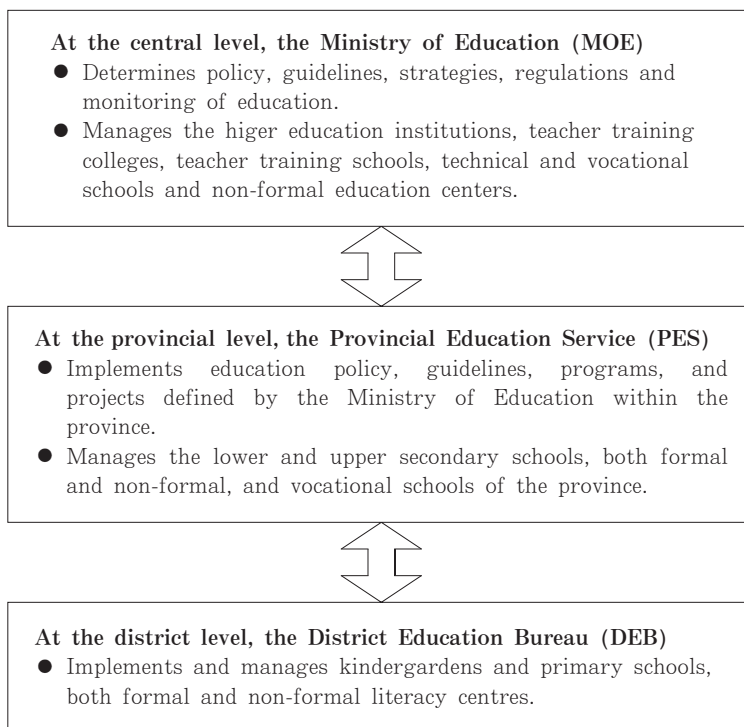 At the central level, the Ministry of Education (MOE)
● Determines policy, guidelines, strategies, regulations and
monitoring of education.
● Manages the higer education institutions, teacher training
colleges, teacher training schools, technical and vocational
schools and non-formal education centers.
At the provincial level, the Provincial Education Service (PES)
● Implements education policy, guidelines, programs, and
projects defined by the Ministry of Education within the
province.
● Manages the lower and upper secondary schools, both formal
and non-formal, and vocational schools of the province.
At the district level, the District Education Bureau (DEB)
● Implements and manages kindergardens and primary schools,
both formal and non-formal literacy centres.